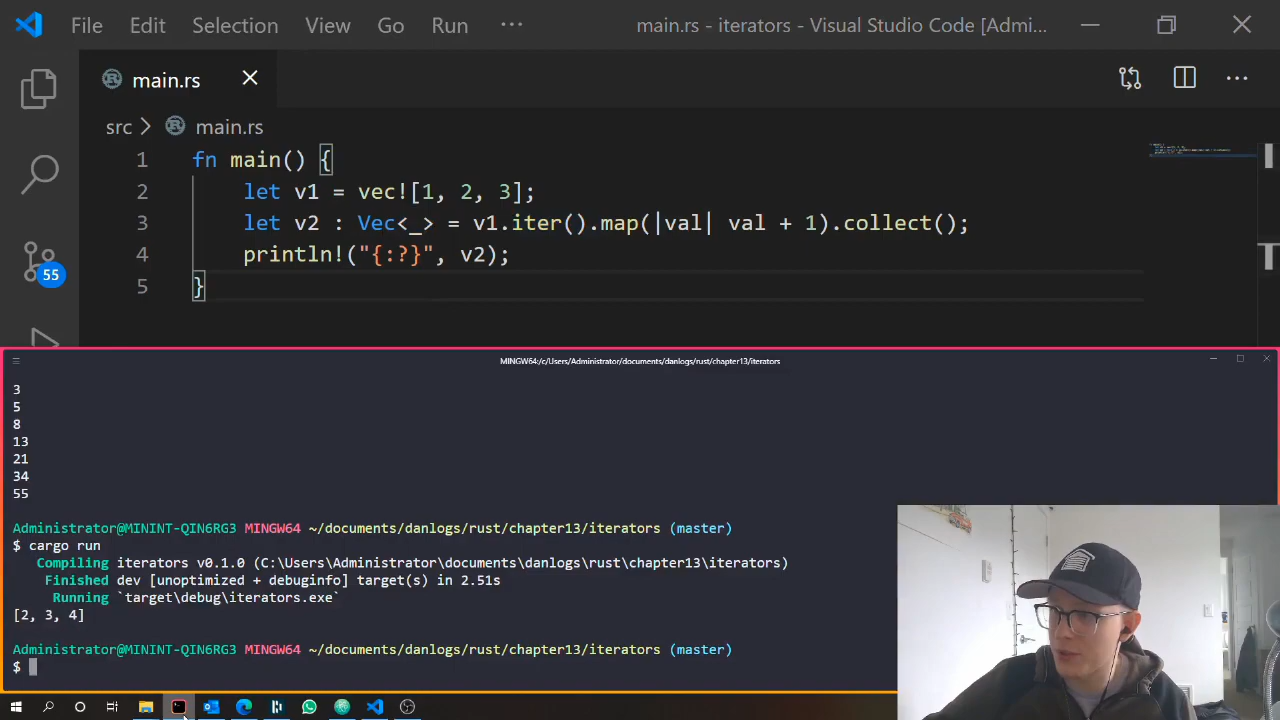 File Edit Selection View Go Run ··· main.rs - iterators - Visual Studio Code [Admi...
main.rs
src > main.rs
1 fn main() {
2 let v1 = vec![1, 2, 3];
3 let v2 : Vec<_> = v1.iter().map(|val| val + 1).collect();
4 println!("{:?}", v2);
5 }
55
MINGW64:/c/Users/Administrator/documents/danlogs/rust/chapter13/iterators
3
5
8
13
21
34
55
Administrator@MININT-QIN6RG3 MINGW64 ~/documents/danlogs/rust/chapter13/iterators (master)
$ cargo run
Compiling iterators v0.1.0 (C:\Users\Administrator\documents\danlogs\rust\chapter13\iterators)
Finished dev [unoptimized + debuginfo] target(s) in 2.51s
Running `target\debug\iterators.exe`
[2, 3, 4]
Administrator@MININT-QIN6RG3 MINGW64 ~/documents/danlogs/rust/chapter13/iterators (master)
$